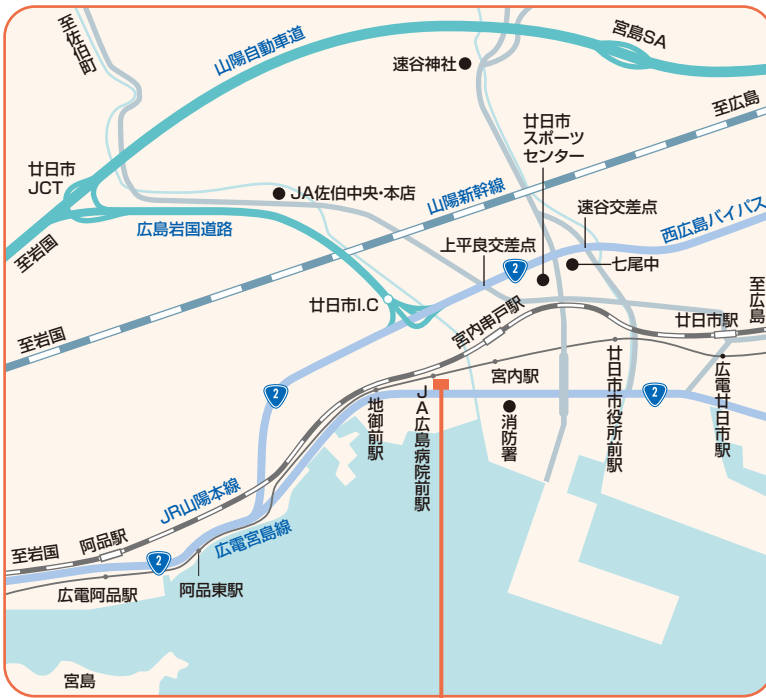 至佐伯町
山陽自動車道
宮島SA
速谷神社
至広島
廿日市
スポーツ
センター
廿日市
JCT
JA佐伯中央・本店
山陽新幹線
速谷交差点
西広島バイパス
広島岩国道路
至岩国
上平良交差点
2
七尾中
廿日市I.C
至広島
宮内串戸駅
廿日市駅
至岩国
宮内駅
2
2
地御前駅
JA広島病院前駅
消防署
廿日市市役所前駅
広電廿日市駅
JR山陽本線
広電宮島線
阿品駅
至岩国
2
広電阿品駅
阿品東駅
宮島